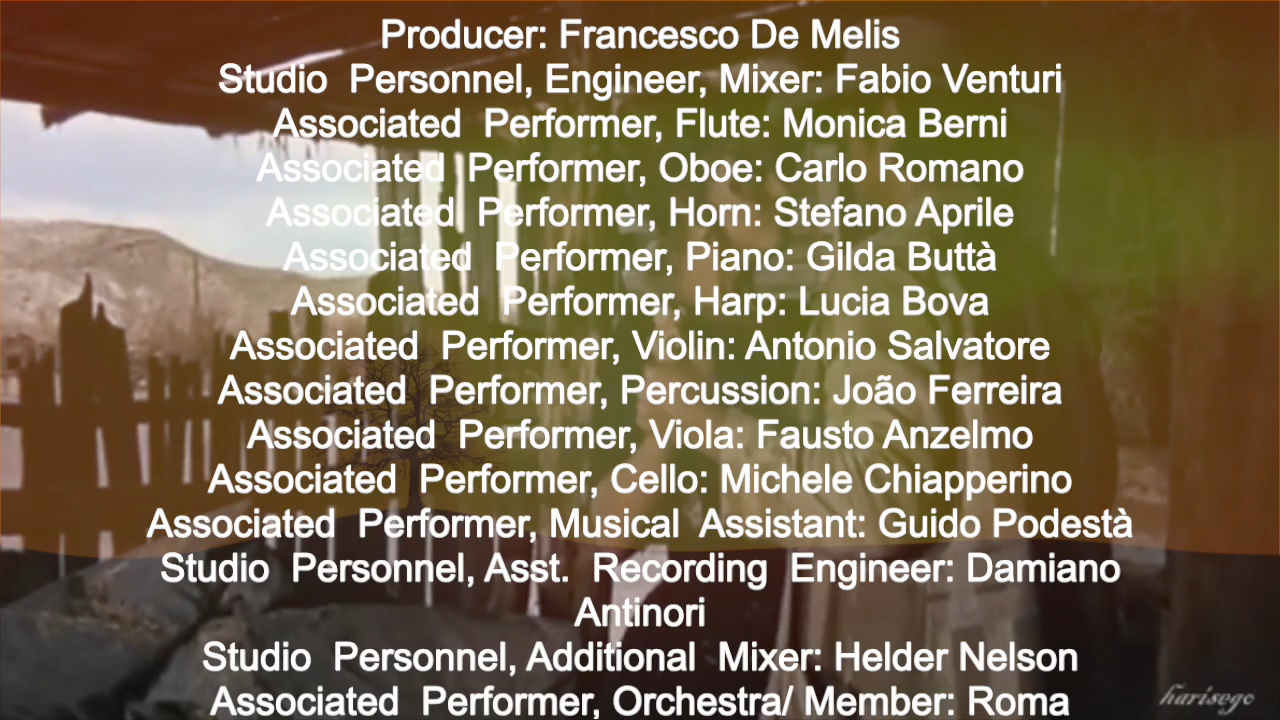 Producer: Francesco De Melis
Studio  Personnel, Engineer, Mixer: Fabio Venturi
Associated  Performer, Flute: Monica Berni
Associated  Performer, Oboe: Carlo Romano
Associated  Performer, Horn: Stefano Aprile
Associated  Performer, Piano: Gilda Buttà
Associated  Performer, Harp: Lucia Bova
Associated  Performer, Violin: Antonio Salvatore
Associated  Performer, Percussion: João Ferreira
Associated  Performer, Viola: Fausto Anzelmo
Associated  Performer, Cello: Michele Chiapperino
Associated  Performer, Musical  Assistant: Guido Podestà
Studio  Personnel, Asst.  Recording  Engineer: Damiano
Antinori
Studio  Personnel, Additional  Mixer: Helder Nelson
Associated  Performer, Orchestra/ Member: Roma
harisego